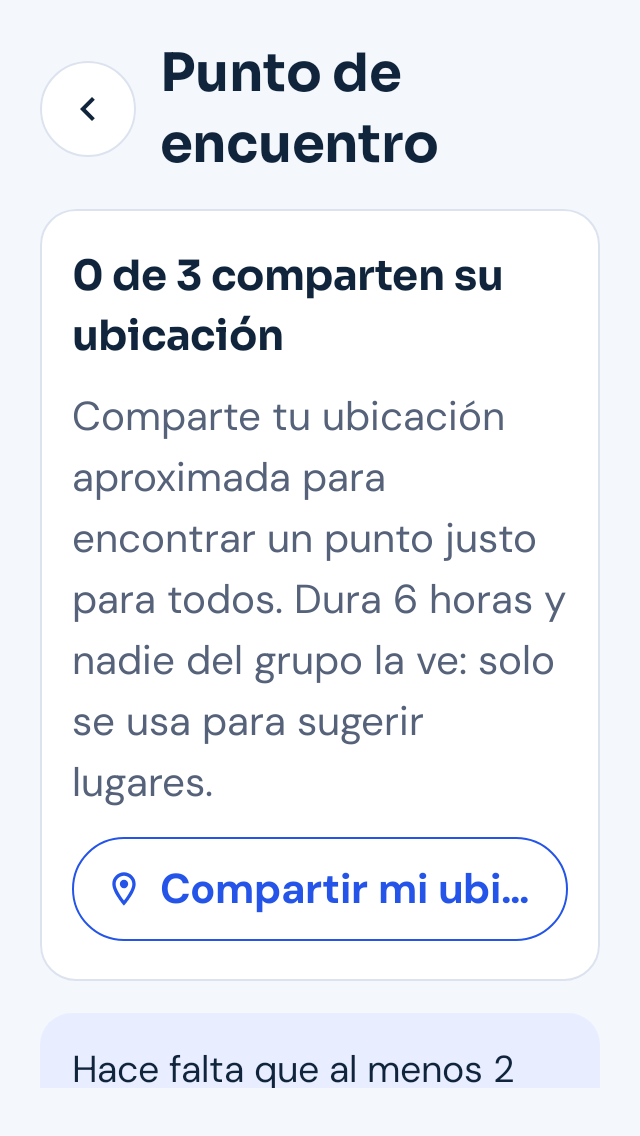 Punto de
encuentro
0 de 3 comparten su
ubicación
Comparte tu ubicación
aproximada para
encontrar un punto justo
para todos. Dura 6 horas y
nadie del grupo la ve: solo
se usa para sugerir
lugares.
Compartir mi ubi...
Hace falta que al menos 2